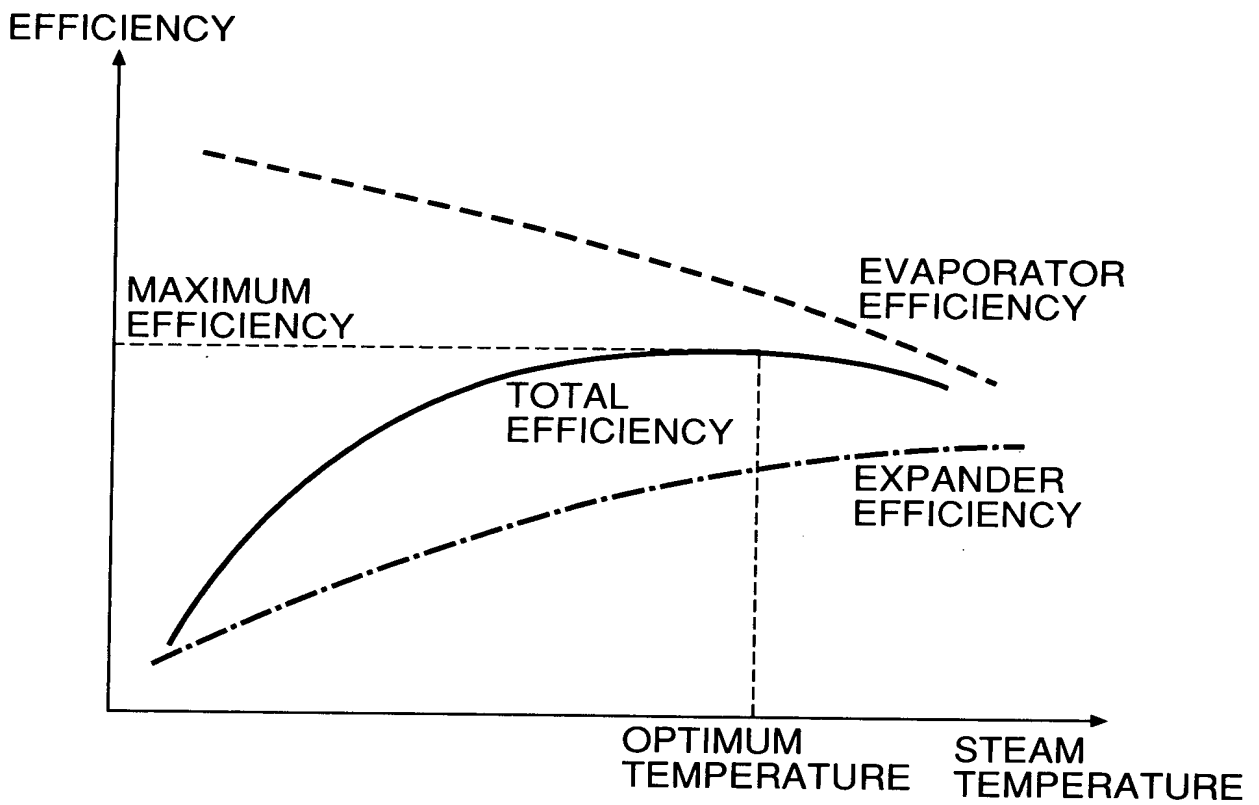 EFFICIENCY
MAXIMUM
EFFICIENCY
EVAPORATOR
EFFICIENCY
TOTAL
EFFICIENCY
EXPANDER
EFFICIENCY
OPTIMUM
TEMPERATURE
STEAM
TEMPERATURE